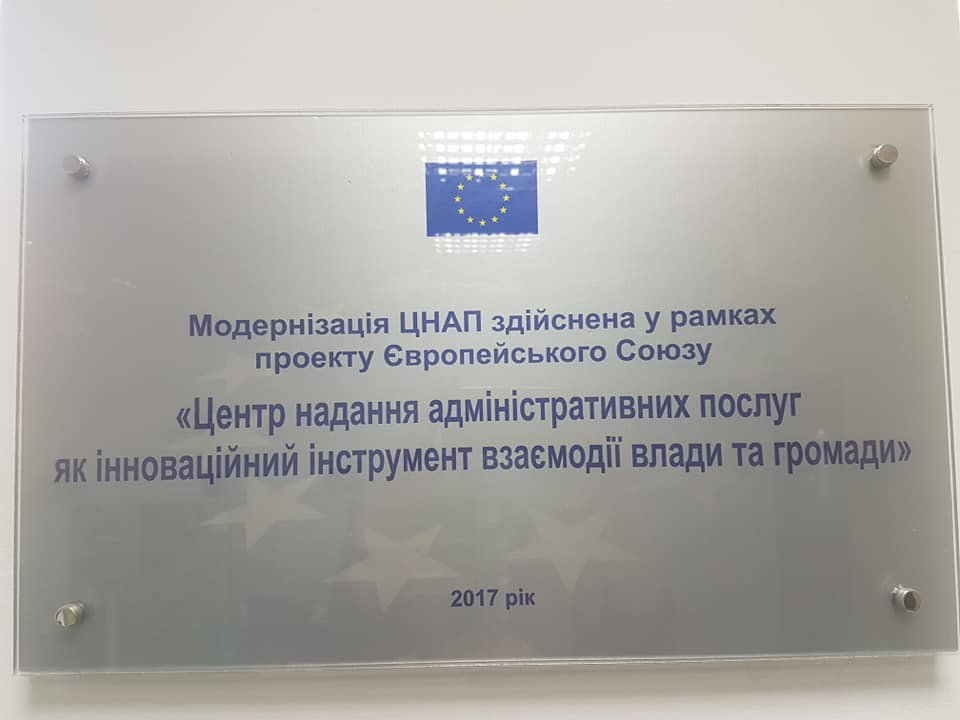 Модернізація ЦНАП здійснена у рамках
проекту Європейського Союзу
«Центр надання адміністративних послуг
як інноваційний інструмент взаємодії влади та громади»
2017 рік